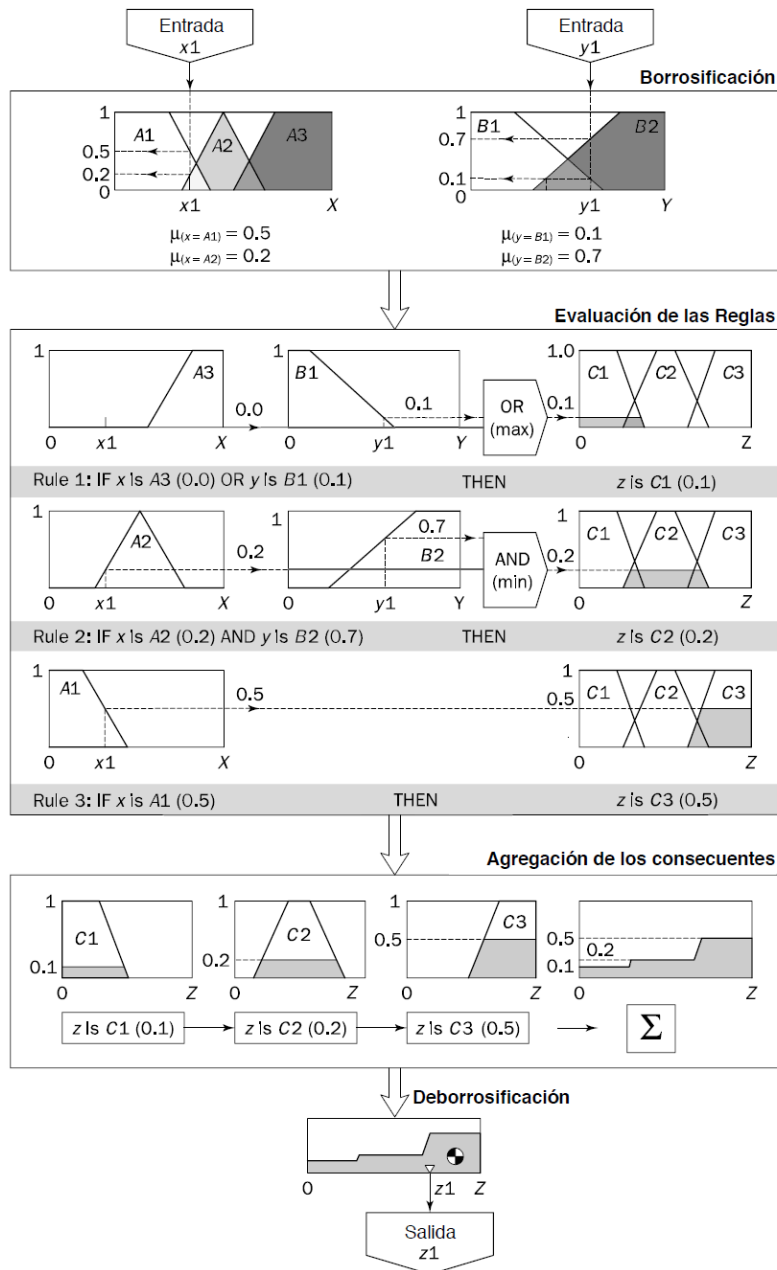 Entrada
x1
Entrada
y1
Borrosificación
1
A1
A2
A3
0.5
0.2
0
x1
X
1
B1
B2
0.7
0.1
0
y1
Y
μ(x = A1) = 0.5
μ(x = A2) = 0.2
μ(y = B1) = 0.1
μ(y = B2) = 0.7
Evaluación de las Reglas
1
A3
0
x1
X
0.0
1
B1
0.1
0
y1
Y
OR
(max)
1.0
C1
C2
C3
0.1
0
Z
Rule 1: IF x is A3 (0.0) OR y is B1 (0.1) THEN z is C1 (0.1)
1
A2
0
x1
X
0.2
1
0.7
B2
0
y1
Y
AND
(min)
1
C1
C2
C3
0.2
0
Z
Rule 2: IF x is A2 (0.2) AND y is B2 (0.7) THEN z is C2 (0.2)
1
A1
0
x1
X
0.5
1
0.5
C1
C2
C3
0
Z
Rule 3: IF x is A1 (0.5) THEN z is C3 (0.5)
Agregación de los consecuentes
1
C1
0.1
0
Z
1
C2
0.2
0
Z
1
C3
0.5
0
Z
0.5
0.2
0.1
0
Z
z is C1 (0.1)
z is C2 (0.2)
z is C3 (0.5)
Σ
Deborrosificación
0
z1
Z
Salida
z1